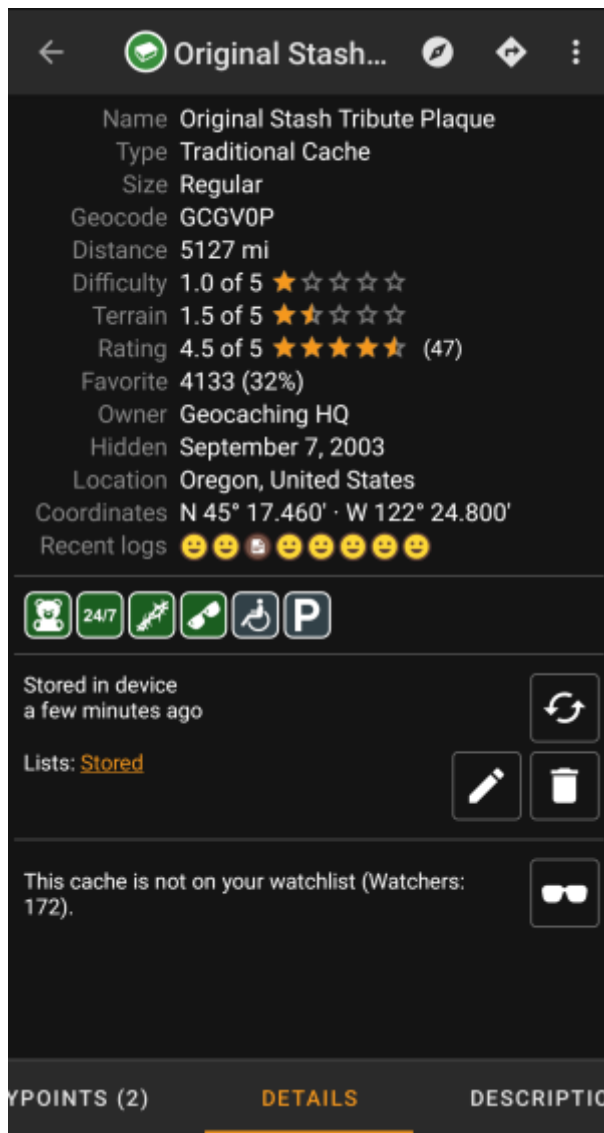 Original Stash...
Name Original Stash Tribute Plaque
Type Traditional Cache
Size Regular
Geocode GCGV0P
Distance 5127 mi
Difficulty 1.0 of 5
Terrain 1.5 of 5
Rating 4.5 of 5 (47)
Favorite 4133 (32%)
Owner Geocaching HQ
Hidden September 7, 2003
Location Oregon, United States
Coordinates N 45° 17.460' · W 122° 24.800'
Recent logs
24/7 P
Stored in device
a few minutes ago
Lists: Stored
This cache is not on your watchlist (Watchers:
172).
YPOINTS (2) DETAILS DESCRIPTIO